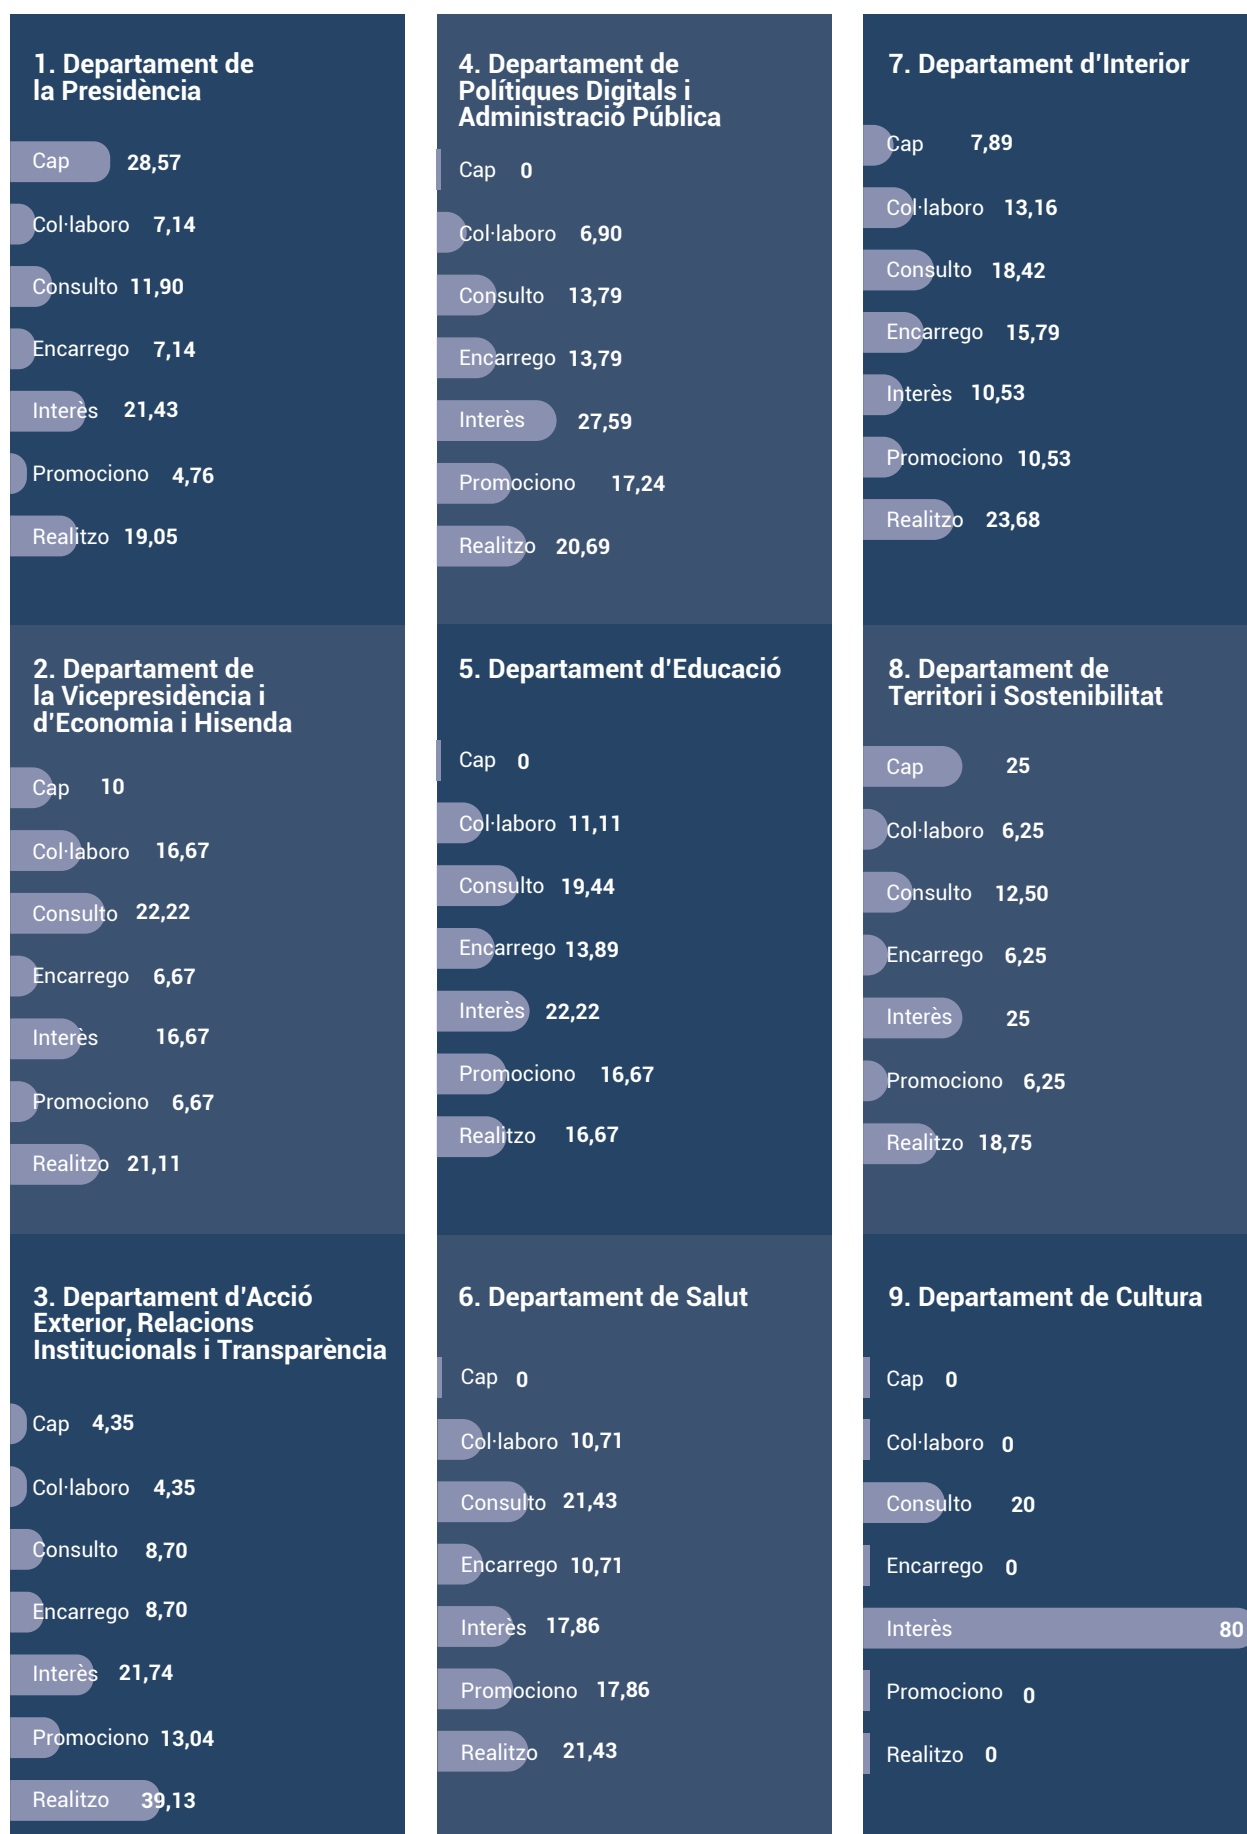 1. Departament de
la Presidència
Cap 28,57
Col·laboro 7,14
Consulto 11,90
Encarrego 7,14
Interès 21,43
Promociono 4,76
Realitzo 19,05
2. Departament de
la Vicepresidència i
d'Economia i Hisenda
Cap 10
Col·laboro 16,67
Consulto 22,22
Encarrego 6,67
Interès 16,67
Promociono 6,67
Realitzo 21,11
3. Departament d'Acció
Exterior, Relacions
Institucionals i Transparència
Cap 4,35
Col·laboro 4,35
Consulto 8,70
Encarrego 8,70
Interès 21,74
Promociono 13,04
Realitzo 39,13
4. Departament de
Polítiques Digitals i
Administració Pública
Cap 0
Col·laboro 6,90
Consulto 13,79
Encarrego 13,79
Interès 27,59
Promociono 17,24
Realitzo 20,69
5. Departament d'Educació
Cap 0
Col·laboro 11,11
Consulto 19,44
Encarrego 13,89
Interès 22,22
Promociono 16,67
Realitzo 16,67
6. Departament de Salut
Cap 0
Col·laboro 10,71
Consulto 21,43
Encarrego 10,71
Interès 17,86
Promociono 17,86
Realitzo 21,43
7. Departament d'Interior
Cap 7,89
Col·laboro 13,16
Consulto 18,42
Encarrego 15,79
Interès 10,53
Promociono 10,53
Realitzo 23,68
8. Departament de
Territori i Sostenibilitat
Cap 25
Col·laboro 6,25
Consulto 12,50
Encarrego 6,25
Interès 25
Promociono 6,25
Realitzo 18,75
9. Departament de Cultura
Cap 0
Col·laboro 0
Consulto 20
Encarrego 0
Interès 80
Promociono 0
Realitzo 0